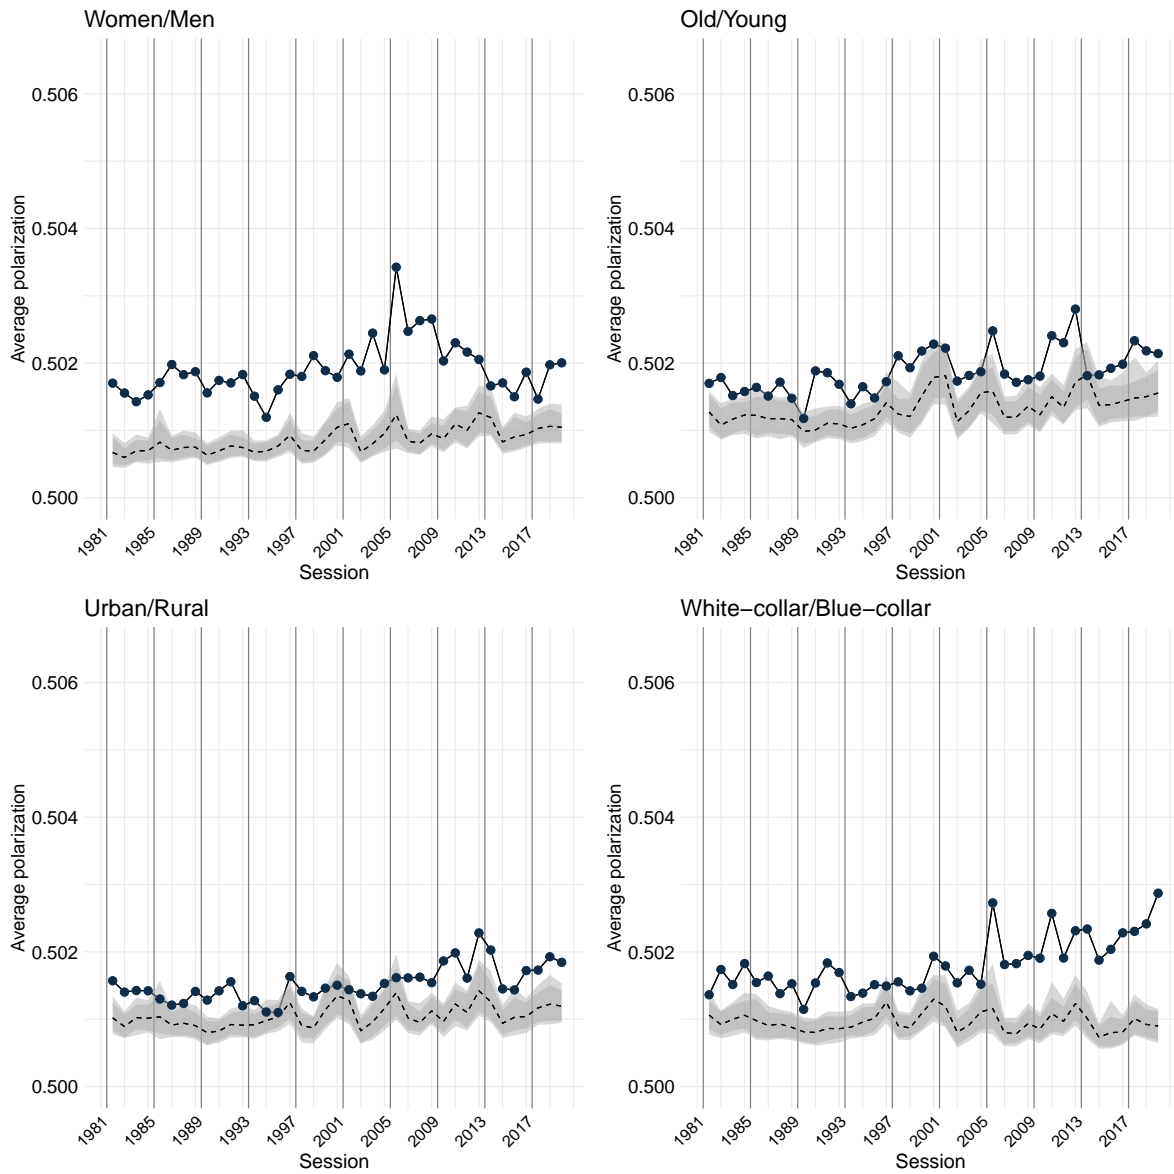 Women/Men
Average polarization
0.506
0.504
0.502
0.500
1981 1985 1989 1993 1997 2001 2005 2009 2013 2017
Session
Old/Young
Average polarization
0.506
0.504
0.502
0.500
1981 1985 1989 1993 1997 2001 2005 2009 2013 2017
Session
Urban/Rural
Average polarization
0.506
0.504
0.502
0.500
1981 1985 1989 1993 1997 2001 2005 2009 2013 2017
Session
White−collar/Blue−collar
Average polarization
0.506
0.504
0.502
0.500
1981 1985 1989 1993 1997 2001 2005 2009 2013 2017
Session